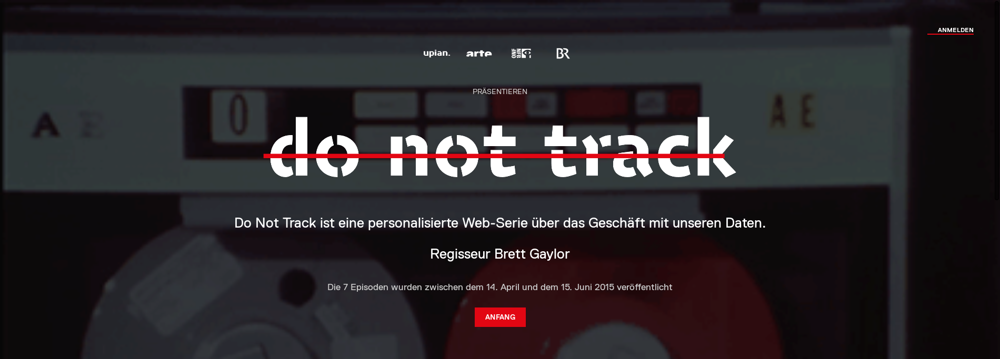 ANMELDEN
upian. arte ONF NFB BR
PRÄSENTIEREN
A E 0 A E
do not track
Do Not Track ist eine personalisierte Web-Serie über das Geschäft mit unseren Daten.
Regisseur Brett Gaylor
Die 7 Episoden wurden zwischen dem 14. April und dem 15. Juni 2015 veröffentlicht
ANFANG